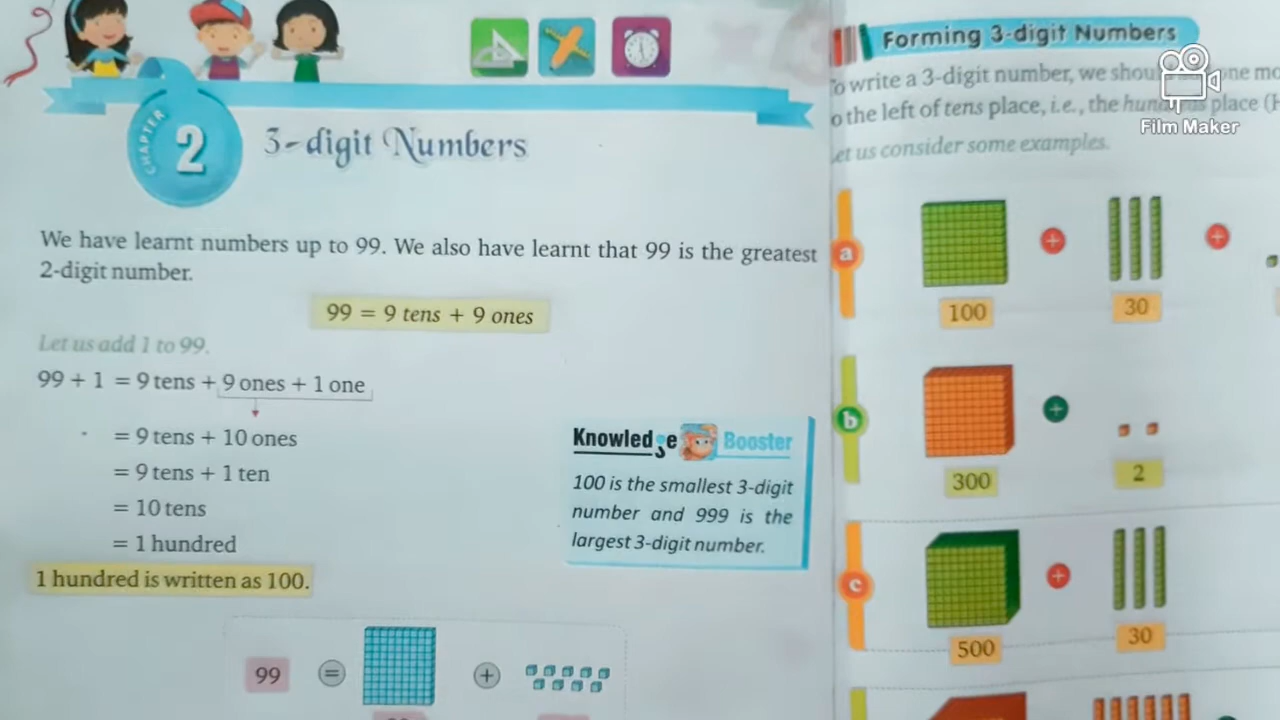 CHAPTER
2
3-digit Numbers
We have learnt numbers up to 99. We also have learnt that 99 is the greatest
2-digit number.
99 = 9 tens + 9 ones
Let us add 1 to 99.
99 + 1 = 9 tens + 9 ones + 1 one
= 9 tens + 10 ones
= 9 tens + 1 ten
= 10 tens
= 1 hundred
1 hundred is written as 100.
Knowledge Booster
100 is the smallest 3-digit
number and 999 is the
largest 3-digit number.
99 = +
Forming 3-digit Numbers
To write a 3-digit number, we one
the left of tens place, i.e., the place
Let us consider some examples.
Film Maker
a + +
100 30
b +
300 2
c +
500 30